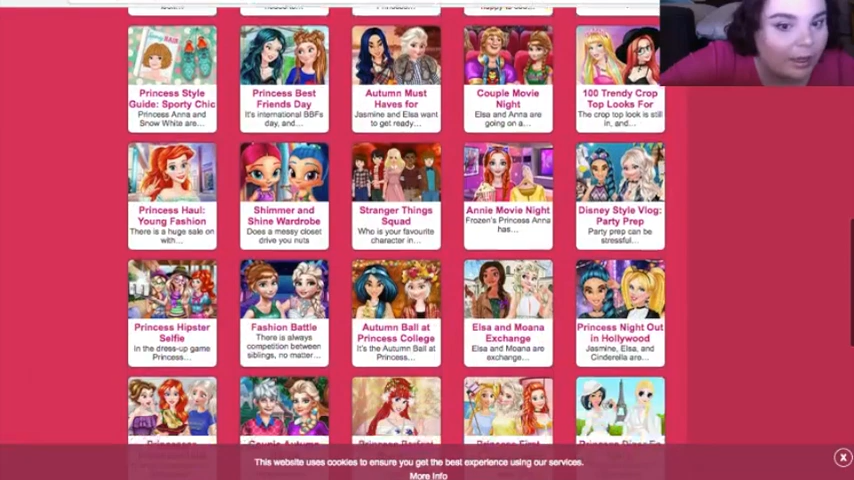 Princess Style
Guide: Sporty Chic
Princess Anna and
Snow White are...
Princess Best
Friends Day
It's international BBFs
day, and...
Autumn Must
Haves for
Jasmine and Elsa want
to get ready...
Couple Movie
Night
Elsa and Anna are
going on a...
100 Trendy Crop
Top Looks For
The crop top look is still
in, and...
Princess Haul:
Young Fashion
There is a huge sale on
with...
Shimmer and
Shine Wardrobe
Does a messy closet
drive you nuts
Stranger Things
Squad
Who is your favourite
character in...
Annie Movie Night
Frozen's Princess Anna
has...
Disney Style Vlog:
Party Prep
Party prep can be
stressful...
Princess Hipster
Selfie
In the dress-up game
Princess...
Fashion Battle
There is always
competition between
siblings, no matter...
Autumn Ball at
Princess College
It's the Autumn Ball at
Princess...
Elsa and Moana
Exchange
Elsa and Moana are
exchange...
Princess Night Out
in Hollywood
Jasmine, Elsa, and
Cinderella are...
This website uses cookies to ensure you get the best experience using our services.
More Info
X